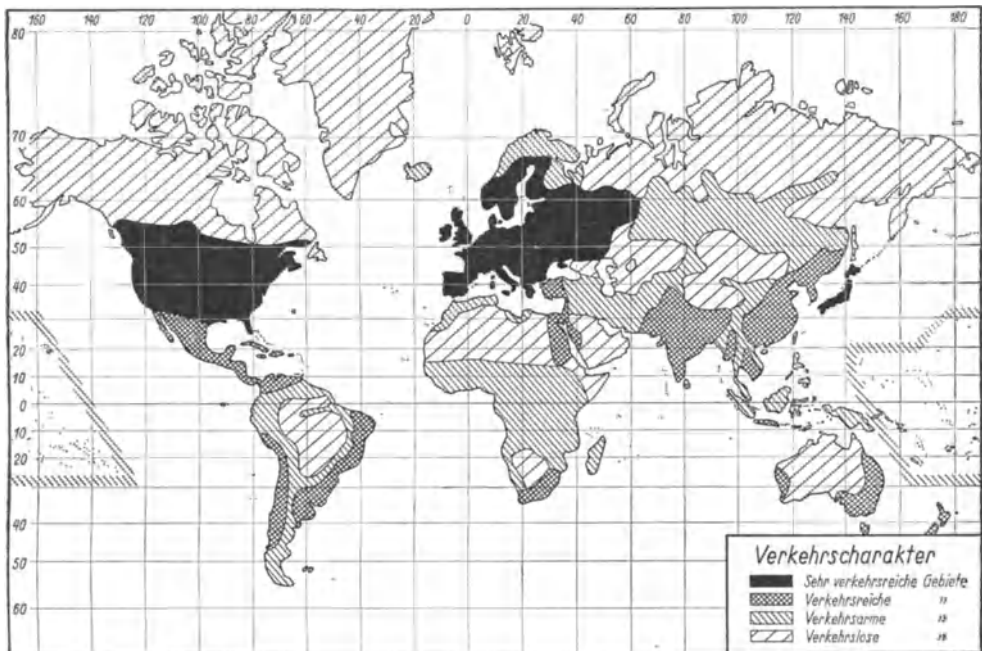 160 140 120 100 80 60 40 20 0 20 40 60 80 100 120 140 160 180
80
70
60
50
40
20
10
0
10
20
40
50
60
Verkehrscharakter
Sehr verkehrsreiche Gebiete
Verkehrsreiche "
Verkehrsarme "
Verkehrslose "